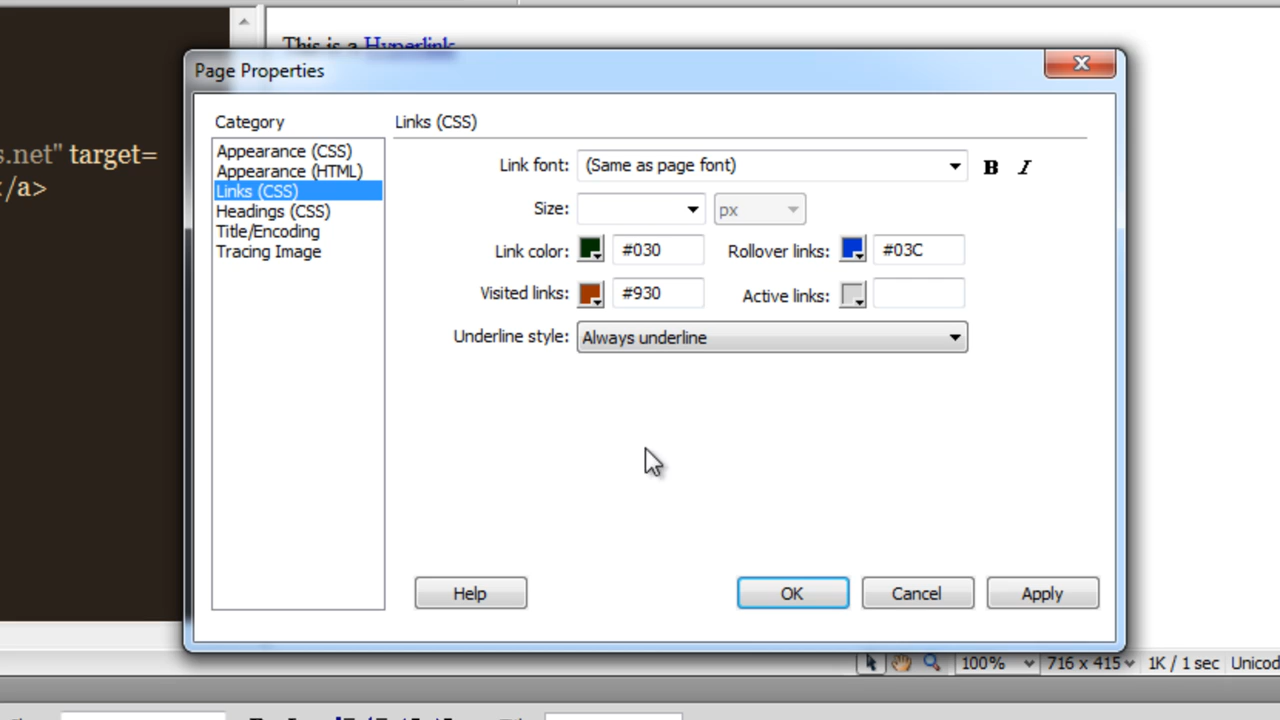 This is a Hyperlink
Page Properties
s.net" target=
</a>
Category
Appearance (CSS)
Appearance (HTML)
Links (CSS)
Headings (CSS)
Title/Encoding
Tracing Image
Links (CSS)
Link font: (Same as page font) B I
Size: px
Link color: #030 Rollover links: #03C
Visited links: #930 Active links:
Underline style: Always underline
Help OK Cancel Apply
100% 716 x 415 1K / 1 sec Unicod